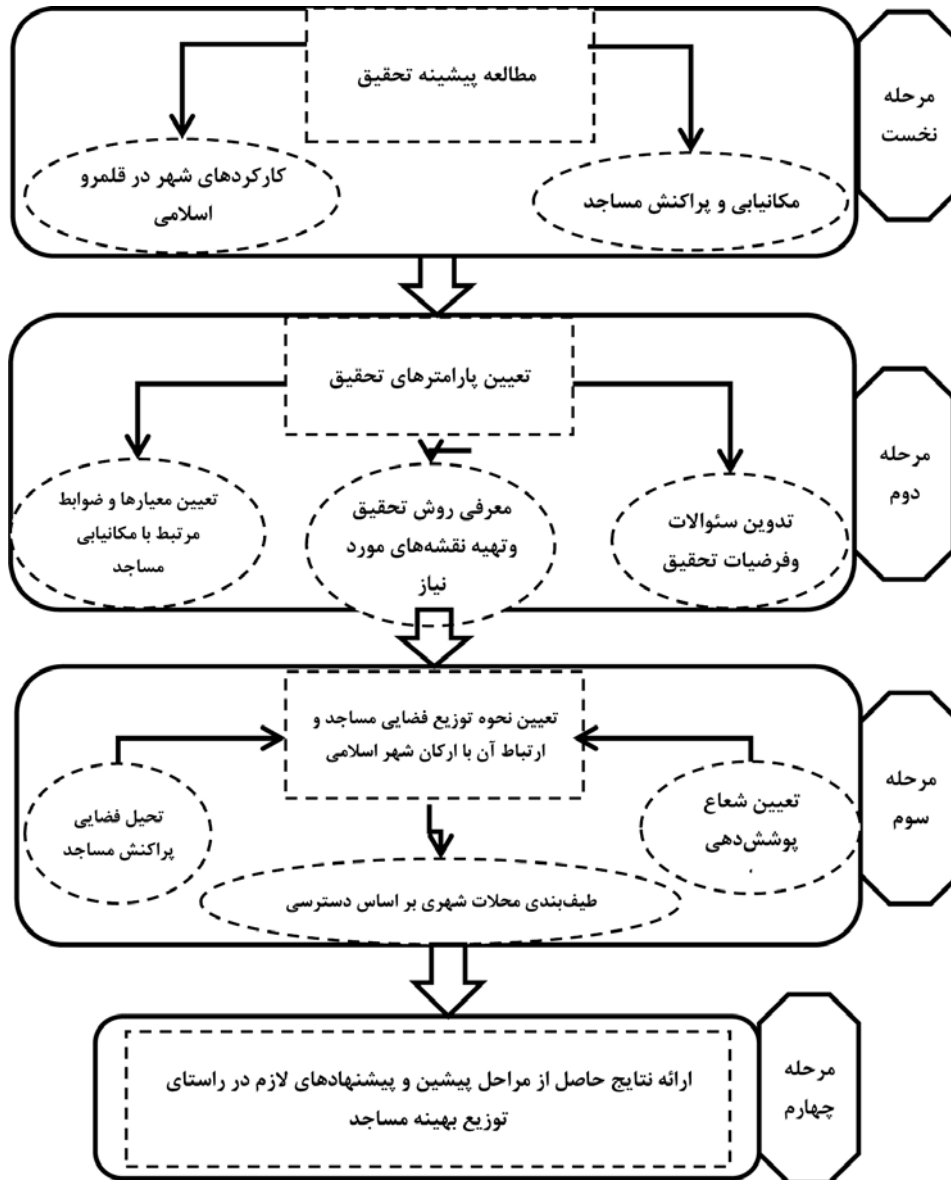 مرحله
نخست
مطالعه پیشینه تحقیق
مکانیابی و پراکنش مساجد
کارکردهای شهر در قلمرو
اسلامی
مرحله
دوم
تعیین پارامترهای تحقیق
تدوین سئوالات
وفرضیات تحقیق
معرفی روش تحقیق
وتهیه نقشه‌های مورد
نیاز
تعیین معیارها و ضوابط
مرتبط با مکانیابی
مساجد
مرحله
سوم
تعیین نحوه توزیع فضایی مساجد و
ارتباط آن با ارکان شهر اسلامی
تعیین شعاع
پوشش‌دهی
.
تحیل فضایی
پراکنش مساجد
طیف‌بندی محلات شهری بر اساس دسترسی
مرحله
چهارم
ارائه نتایج حاصل از مراحل پیشین و پیشنهادهای لازم در راستای
توزیع بهینه مساجد